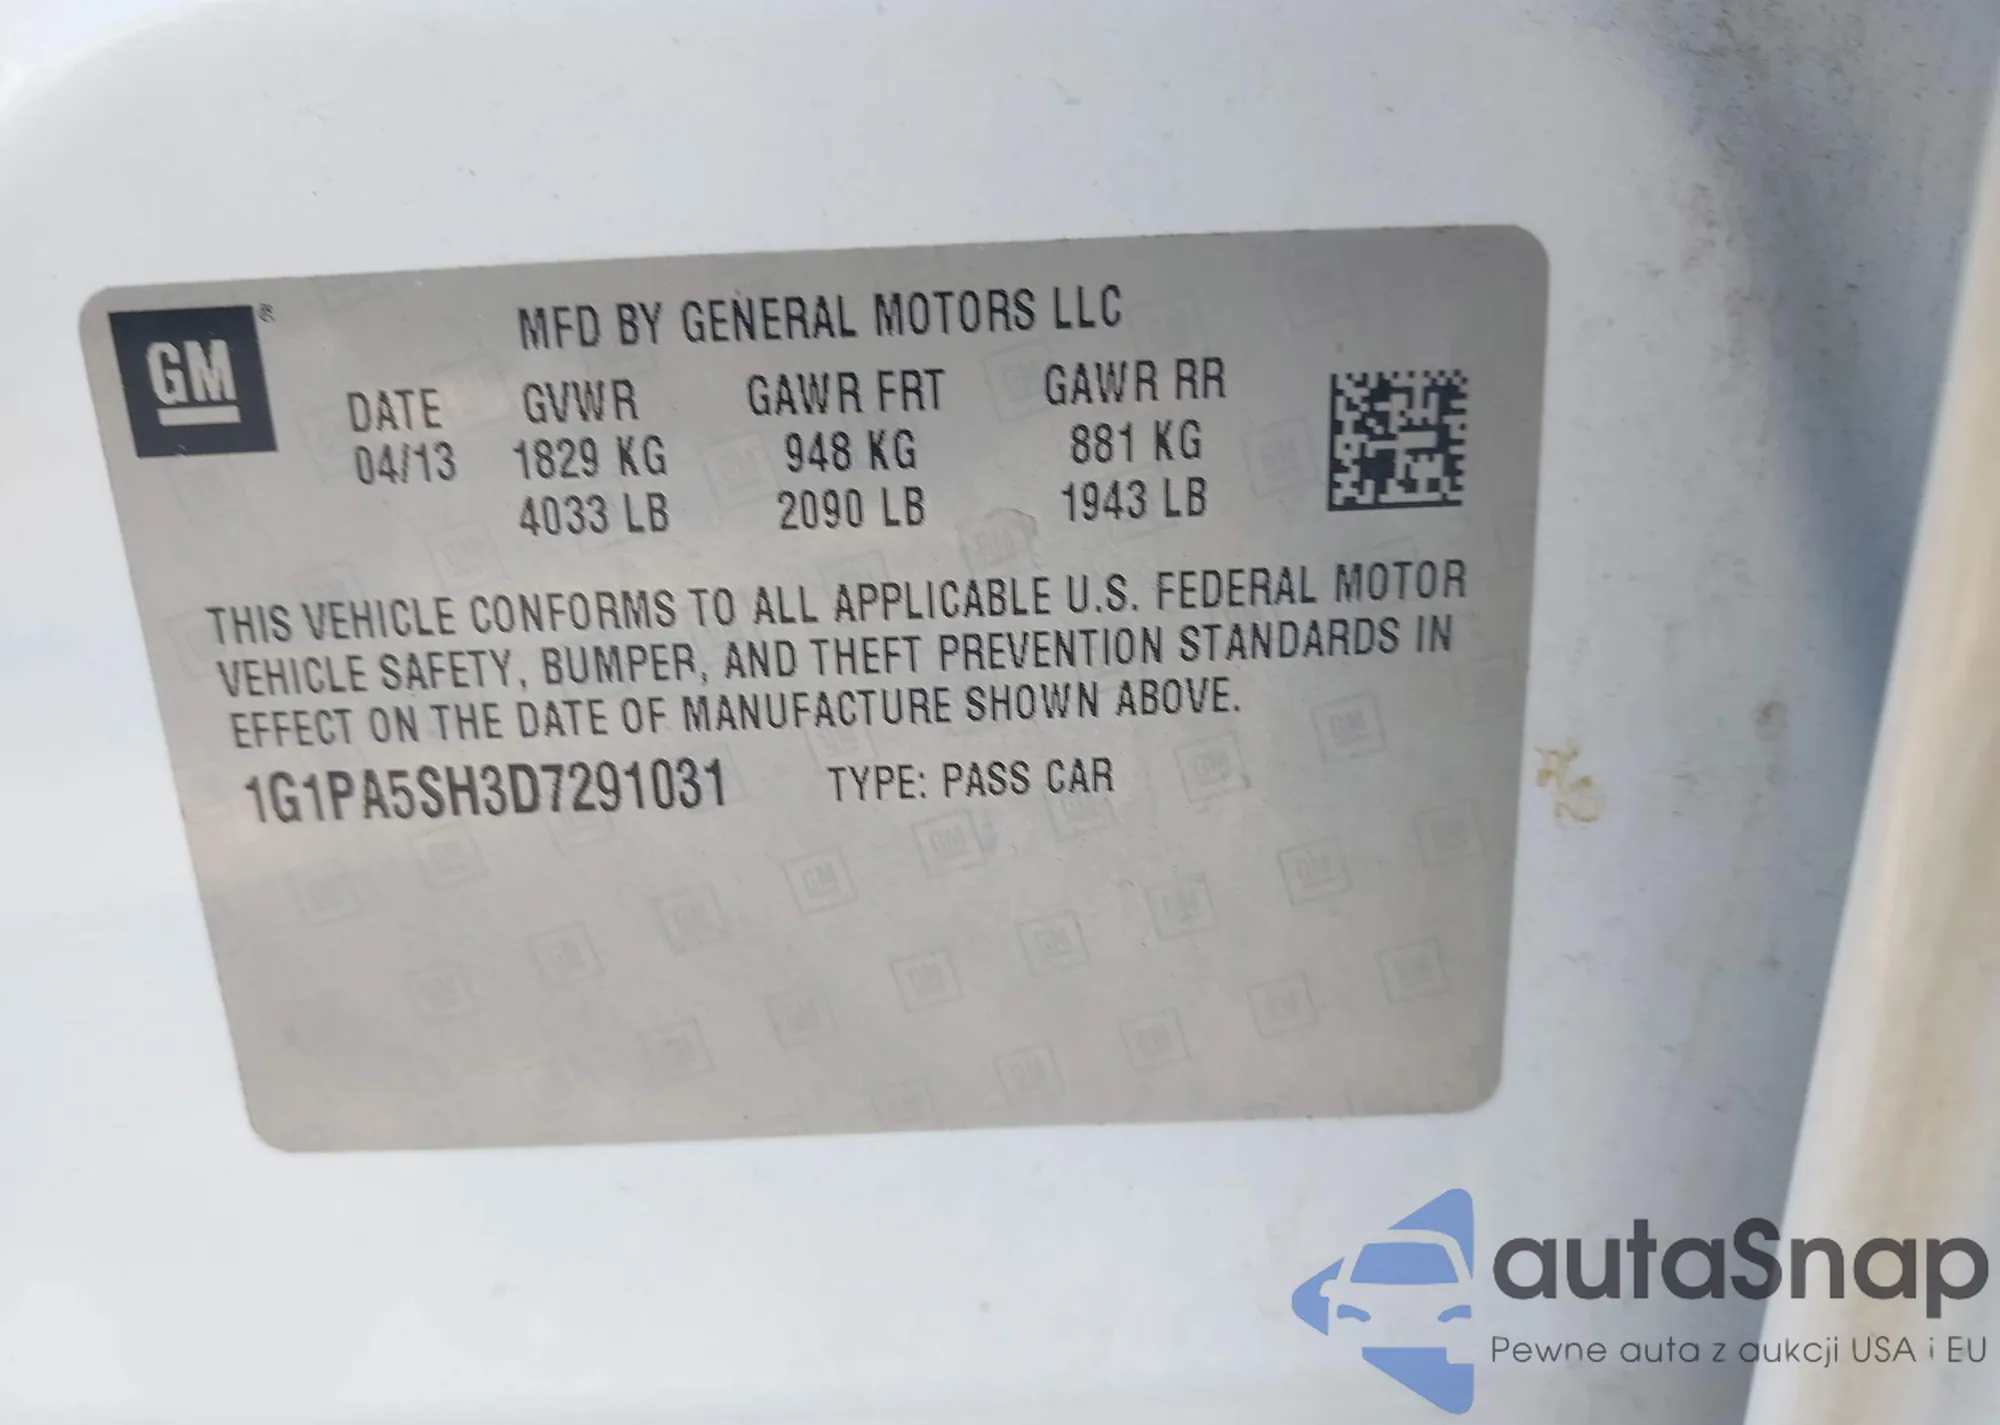 GM ®
MFD BY GENERAL MOTORS LLC
DATE GVWR GAWR FRT GAWR RR
04/13 1829 KG 948 KG 881 KG
4033 LB 2090 LB 1943 LB
THIS VEHICLE CONFORMS TO ALL APPLICABLE U.S. FEDERAL MOTOR
VEHICLE SAFETY, BUMPER, AND THEFT PREVENTION STANDARDS IN
EFFECT ON THE DATE OF MANUFACTURE SHOWN ABOVE.
1G1PA5SH3D7291031 TYPE: PASS CAR
autaSnap
Pewne auta z aukcji USA i EU